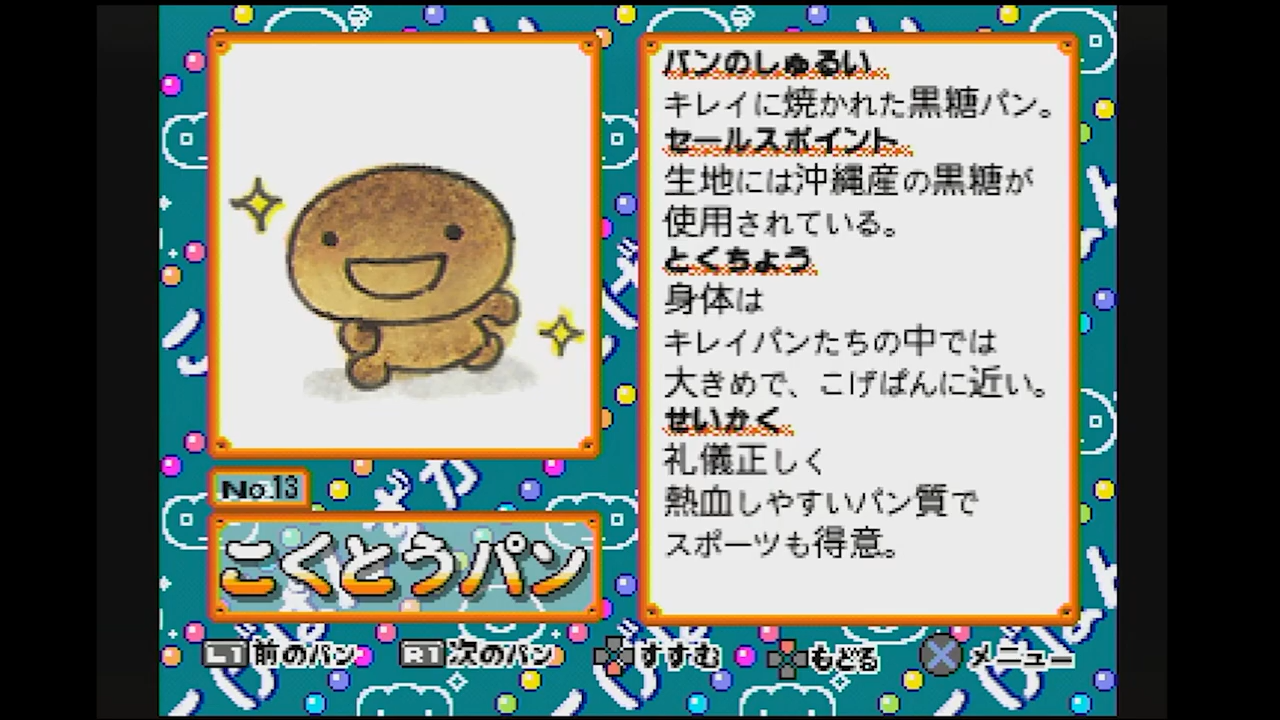 パンのしゅるい
キレイに焼かれた黒糖パン。
セールスポイント
生地には沖縄産の黒糖が
使用されている。
とくちょう
身体は
キレイパンたちの中では
大きめで、こげぱんに近い。
せいかく
礼儀正しく
熱血しやすいパン質で
スポーツも得意。
No.13
こくとうパン
L1 前のパン R1 次のパン すすむ もどる メニュー